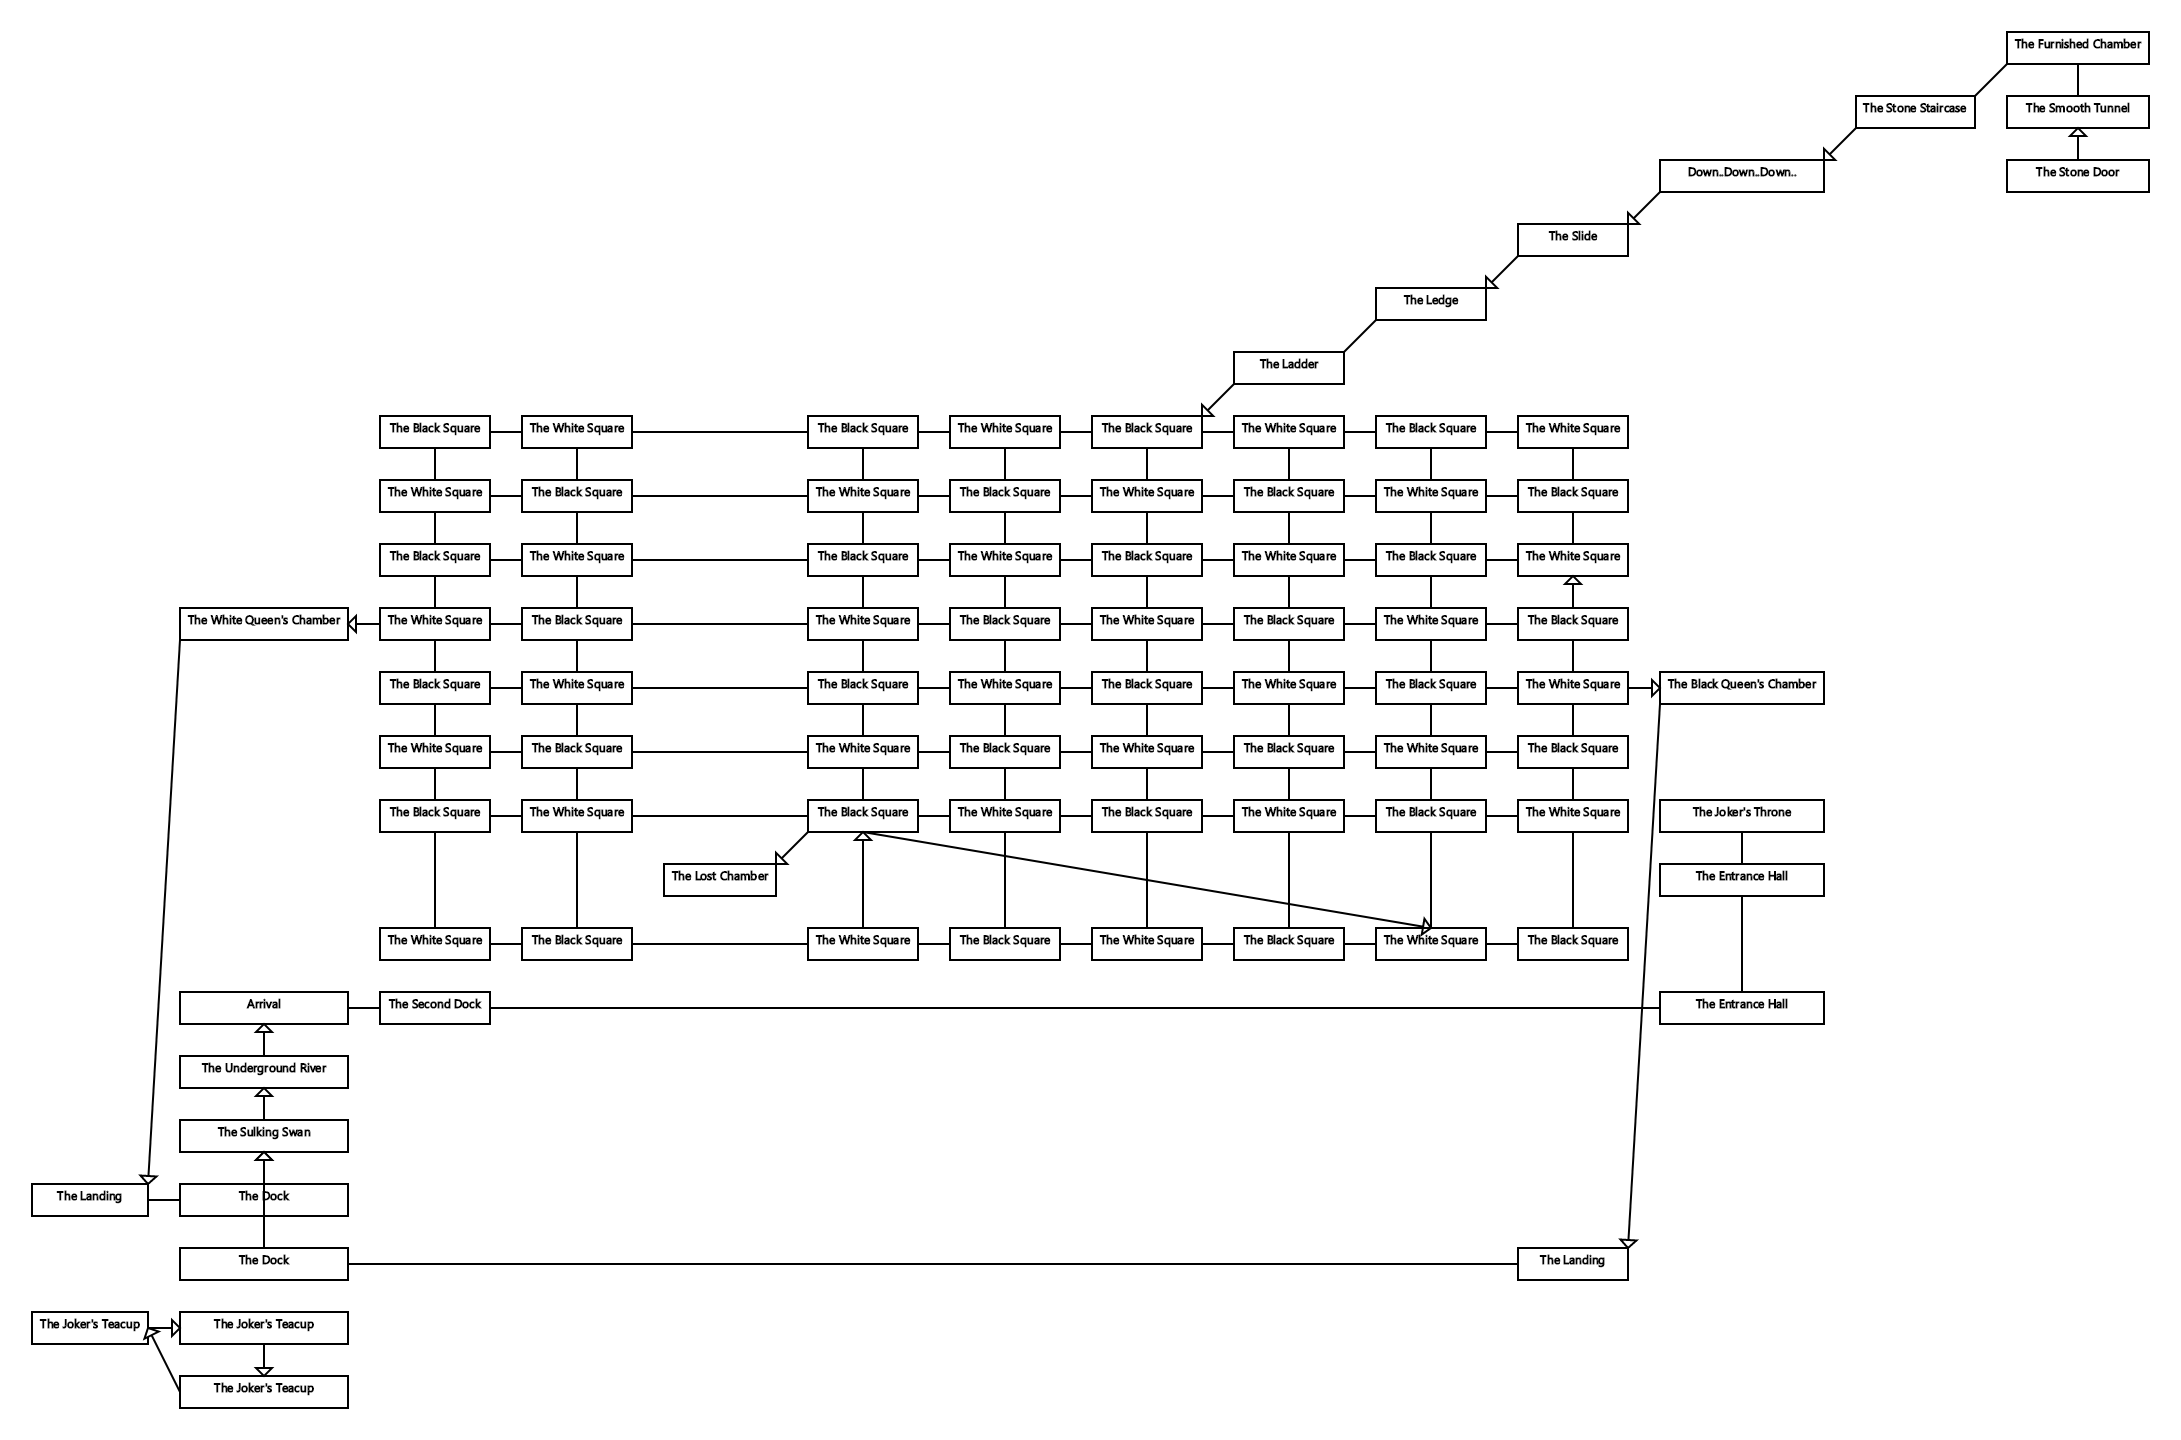 The Furnished Chamber
The Stone Staircase
The Smooth Tunnel
Down..Down..Down..
The Stone Door
The Slide
The Ledge
The Ladder
The Black Square
The White Square
The Black Square
The White Square
The Black Square
The White Square
The Black Square
The White Square
The White Square
The Black Square
The White Square
The Black Square
The White Square
The Black Square
The White Square
The Black Square
The Black Square
The White Square
The Black Square
The White Square
The Black Square
The White Square
The Black Square
The White Square
The White Queen's Chamber
The White Square
The Black Square
The White Square
The Black Square
The White Square
The Black Square
The White Square
The Black Square
The Black Square
The White Square
The Black Square
The White Square
The Black Square
The White Square
The Black Square
The White Square
The Black Queen's Chamber
The White Square
The Black Square
The White Square
The Black Square
The White Square
The Black Square
The White Square
The Black Square
The Black Square
The White Square
The Black Square
The White Square
The Black Square
The White Square
The Black Square
The White Square
The Joker's Throne
The Lost Chamber
The Entrance Hall
The White Square
The Black Square
The White Square
The Black Square
The White Square
The Black Square
The White Square
The Black Square
Arrival
The Second Dock
The Entrance Hall
The Underground River
The Sulking Swan
The Landing
The Dock
The Dock
The Landing
The Joker's Teacup
The Joker's Teacup
The Joker's Teacup